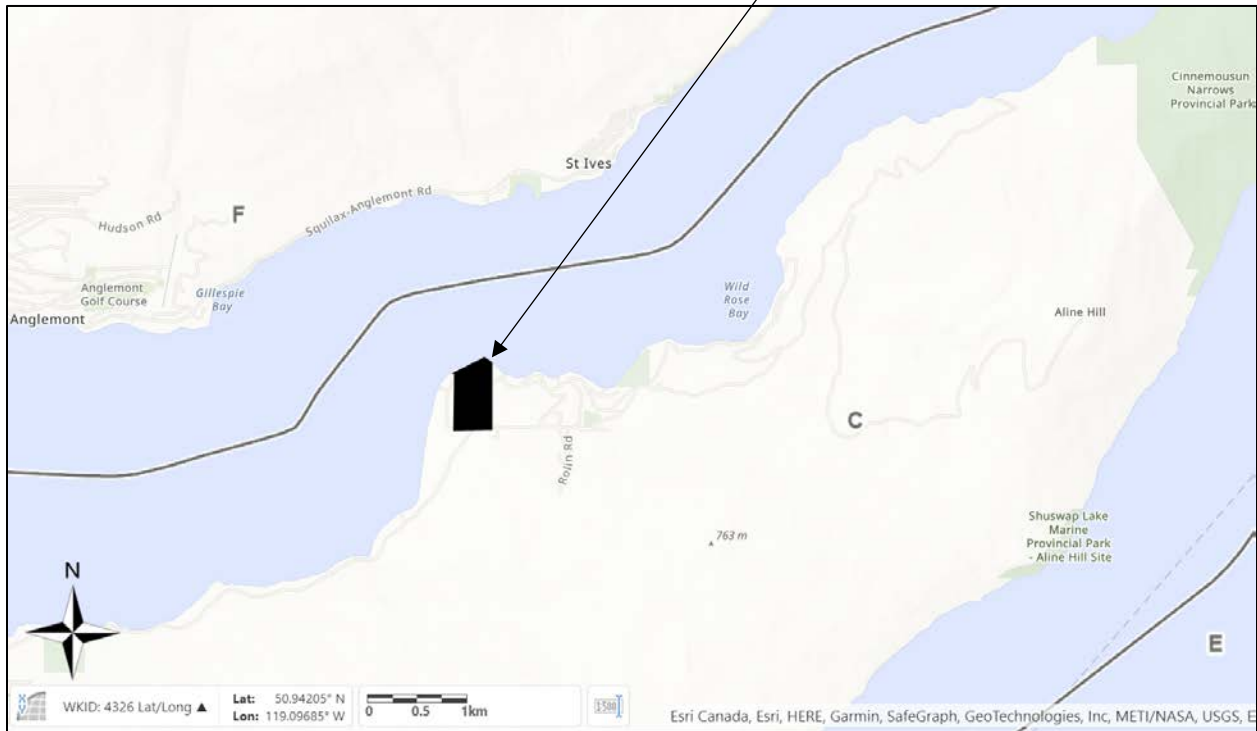 Cinnemousun
Narrows
Provincial Park
St Ives
Squilax-Anglemont Rd
Hudson Rd
F
Anglemont
Golf Course
Gillespie
Bay
Anglemont
Wild
Rose
Bay
Aline Hill
C
Rolin Rd
763 m
Shuswap Lake
Marine
Provincial Park
- Aline Hill Site
N
E
WKID: 4326 Lat/Long ▲
Lat: 50.94205° N
Lon: 119.09685° W
0 0.5 1km
Esri Canada, Esri, HERE, Garmin, SafeGraph, GeoTechnologies, Inc, METI/NASA, USGS, E